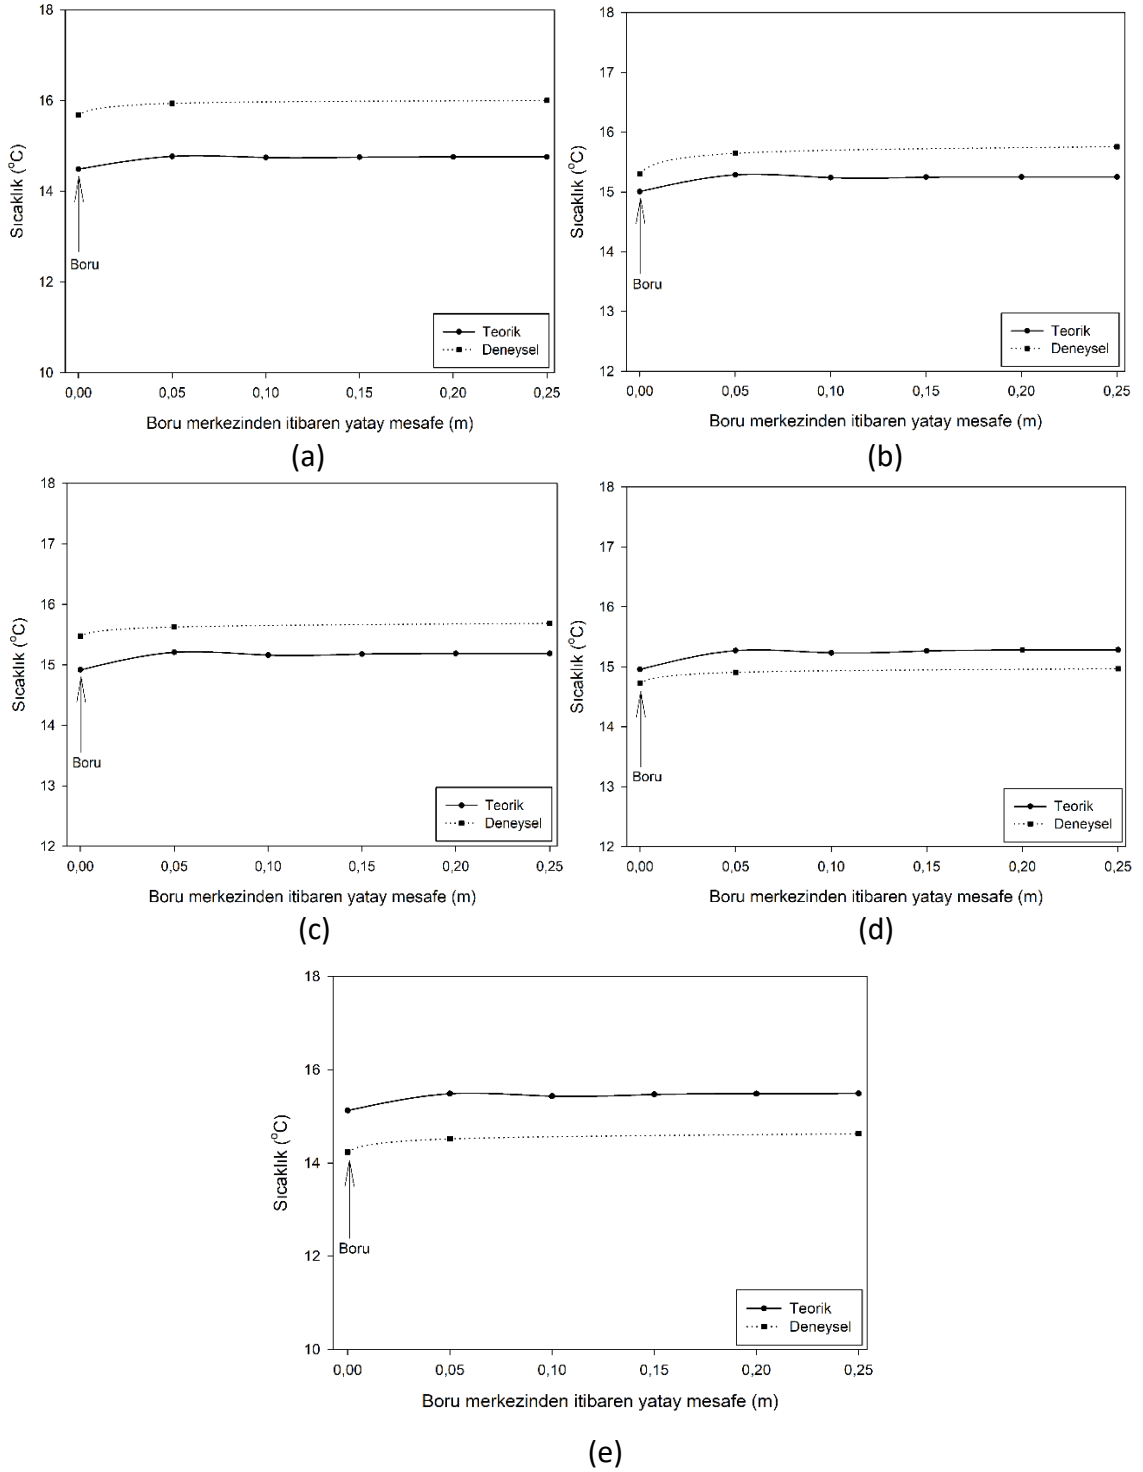 18
16
14
12
10
Sıcaklık (°C)
Boru
Teorik
Deneysel
0,00 0,05 0,10 0,15 0,20 0,25
Boru merkezinden itibaren yatay mesafe (m)
(a)
18
17
16
15
14
13
12
Sıcaklık (°C)
Boru
Teorik
Deneysel
0,00 0,05 0,10 0,15 0,20 0,25
Boru merkezinden itibaren yatay mesafe (m)
(b)
18
17
16
15
14
13
12
Sıcaklık (°C)
Boru
Teorik
Deneysel
0,00 0,05 0,10 0,15 0,20 0,25
Boru merkezinden itibaren yatay mesafe (m)
(c)
18
17
16
15
14
13
12
Sıcaklık (°C)
Boru
Teorik
Deneysel
0,00 0,05 0,10 0,15 0,20 0,25
Boru merkezinden itibaren yatay mesafe (m)
(d)
18
16
14
12
10
Sıcaklık (°C)
Boru
Teorik
Deneysel
0,00 0,05 0,10 0,15 0,20 0,25
Boru merkezinden itibaren yatay mesafe (m)
(e)